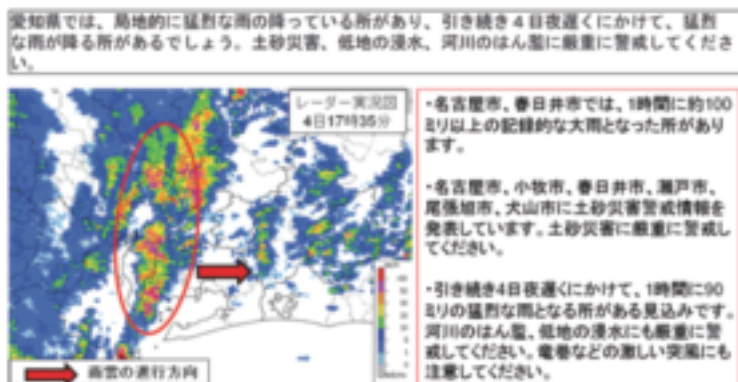 愛知県では、局地的に猛烈な雨の降っている所があり、引き続き4日夜遅くにかけて、猛烈
な雨が降る所があるでしょう。土砂災害、低地の浸水、河川のはん濫に厳重に警戒してくださ
い。
レーダー実況図
4日17時35分
・名古屋市、春日井市では、1時間に約100
ミリ以上の記録的な大雨となった所があり
ます。
・名古屋市、小牧市、春日井市、瀬戸市、
尾張旭市、犬山市に土砂災害警戒情報を
発表しています。土砂災害に厳重に警戒し
てください。
・引き続き4日夜遅くにかけて、1時間に90
ミリの猛烈な雨となる所がある見込みです。
河川のはん濫、低地の浸水にも厳重に警
戒してください。竜巻などの激しい突風にも
注意してください。
雨雲の進行方向